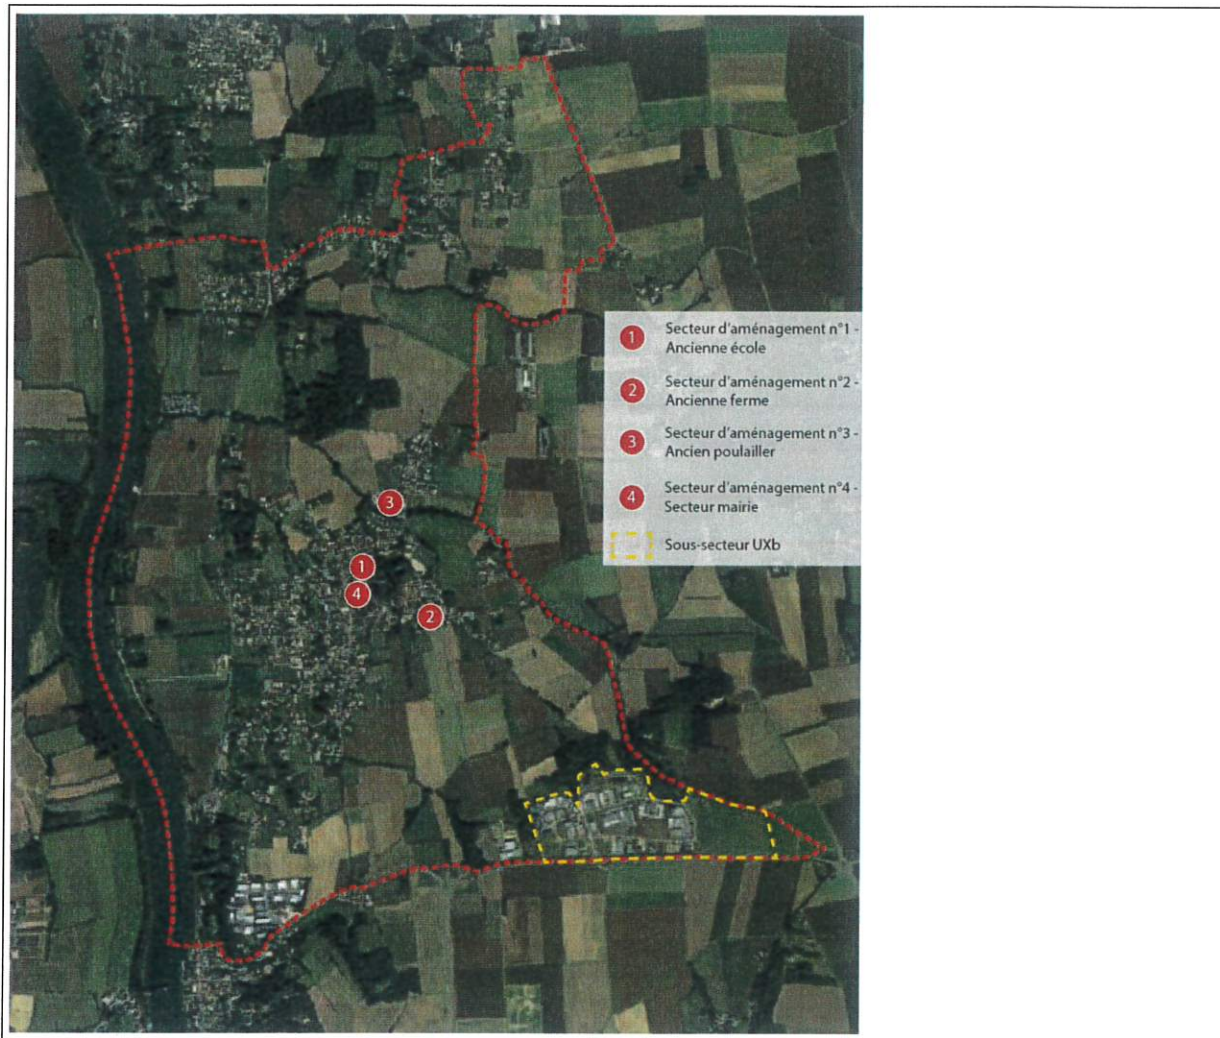 1
Secteur d'aménagement n°1 -
Ancienne école
2
Secteur d'aménagement n°2 -
Ancienne ferme
3
Secteur d'aménagement n°3 -
Ancien poulailler
4
Secteur d'aménagement n°4 -
Secteur mairie
Sous-secteur UXb
3
1
4
2